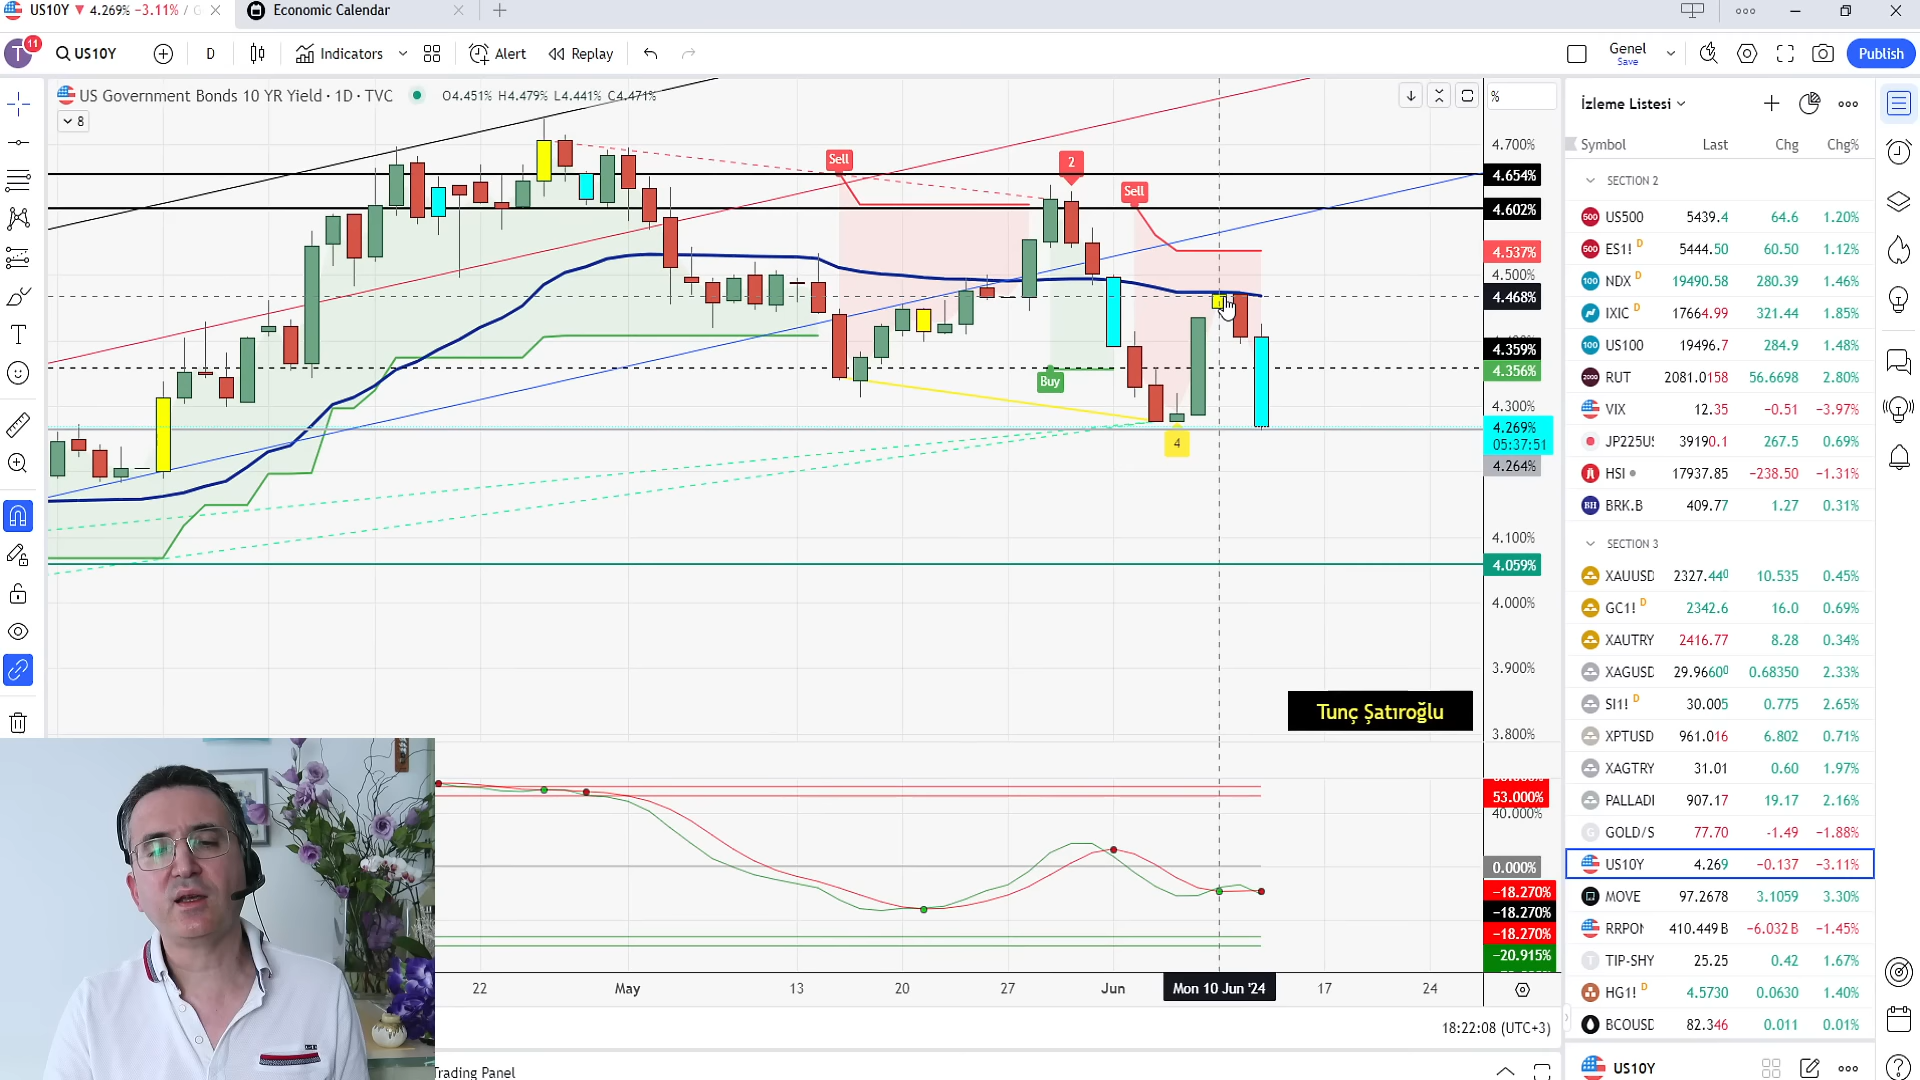 US10Y ▼ 4.269% −3.11% /
Economic Calendar
T
11
US10Y
D
Indicators
Alert
Replay
Genel
Save
Publish
US Government Bonds 10 YR Yield · 1D · TVC
O4.451% H4.479% L4.441% C4.471%
8
%
Sell
2
Sell
Buy
4
4.700%
4.654%
4.602%
4.537%
4.500%
4.468%
4.359%
4.356%
4.300%
4.269%
05:37:51
4.264%
4.100%
4.059%
4.000%
3.900%
3.800%
Tunç Şatıroğlu
53.000%
40.000%
0.000%
−18.270%
−18.270%
−18.270%
−20.915%
22
May
13
20
27
Jun
Mon 10 Jun '24
17
24
18:22:08 (UTC+3)
Trading Panel
İzleme Listesi
Symbol Last Chg Chg%
SECTION 2
US500 5439.4 64.6 1.20%
ES1! D 5444.50 60.50 1.12%
NDX D 19490.58 280.39 1.46%
IXIC D 17664.99 321.44 1.85%
US100 19496.7 284.9 1.48%
RUT 2081.0158 56.6698 2.80%
VIX 12.35 −0.51 −3.97%
JP225US 39190.1 267.5 0.69%
HSI 17937.85 −238.50 −1.31%
BRK.B 409.77 1.27 0.31%
SECTION 3
XAUUSD 2327.440 10.535 0.45%
GC1! D 2342.6 16.0 0.69%
XAUTRY 2416.77 8.28 0.34%
XAGUSD 29.9660 0.68350 2.33%
SI1! D 30.005 0.775 2.65%
XPTUSD 961.016 6.802 0.71%
XAGTRY 31.01 0.60 1.97%
PALLADI 907.17 19.17 2.16%
GOLD/S 77.70 −1.49 −1.88%
US10Y 4.269 −0.137 −3.11%
MOVE 97.2678 3.1059 3.30%
RRPON 410.449 B −6.032 B −1.45%
TIP-SHY 25.25 0.42 1.67%
HG1! D 4.5730 0.0630 1.40%
BCOUSD 82.346 0.011 0.01%
US10Y